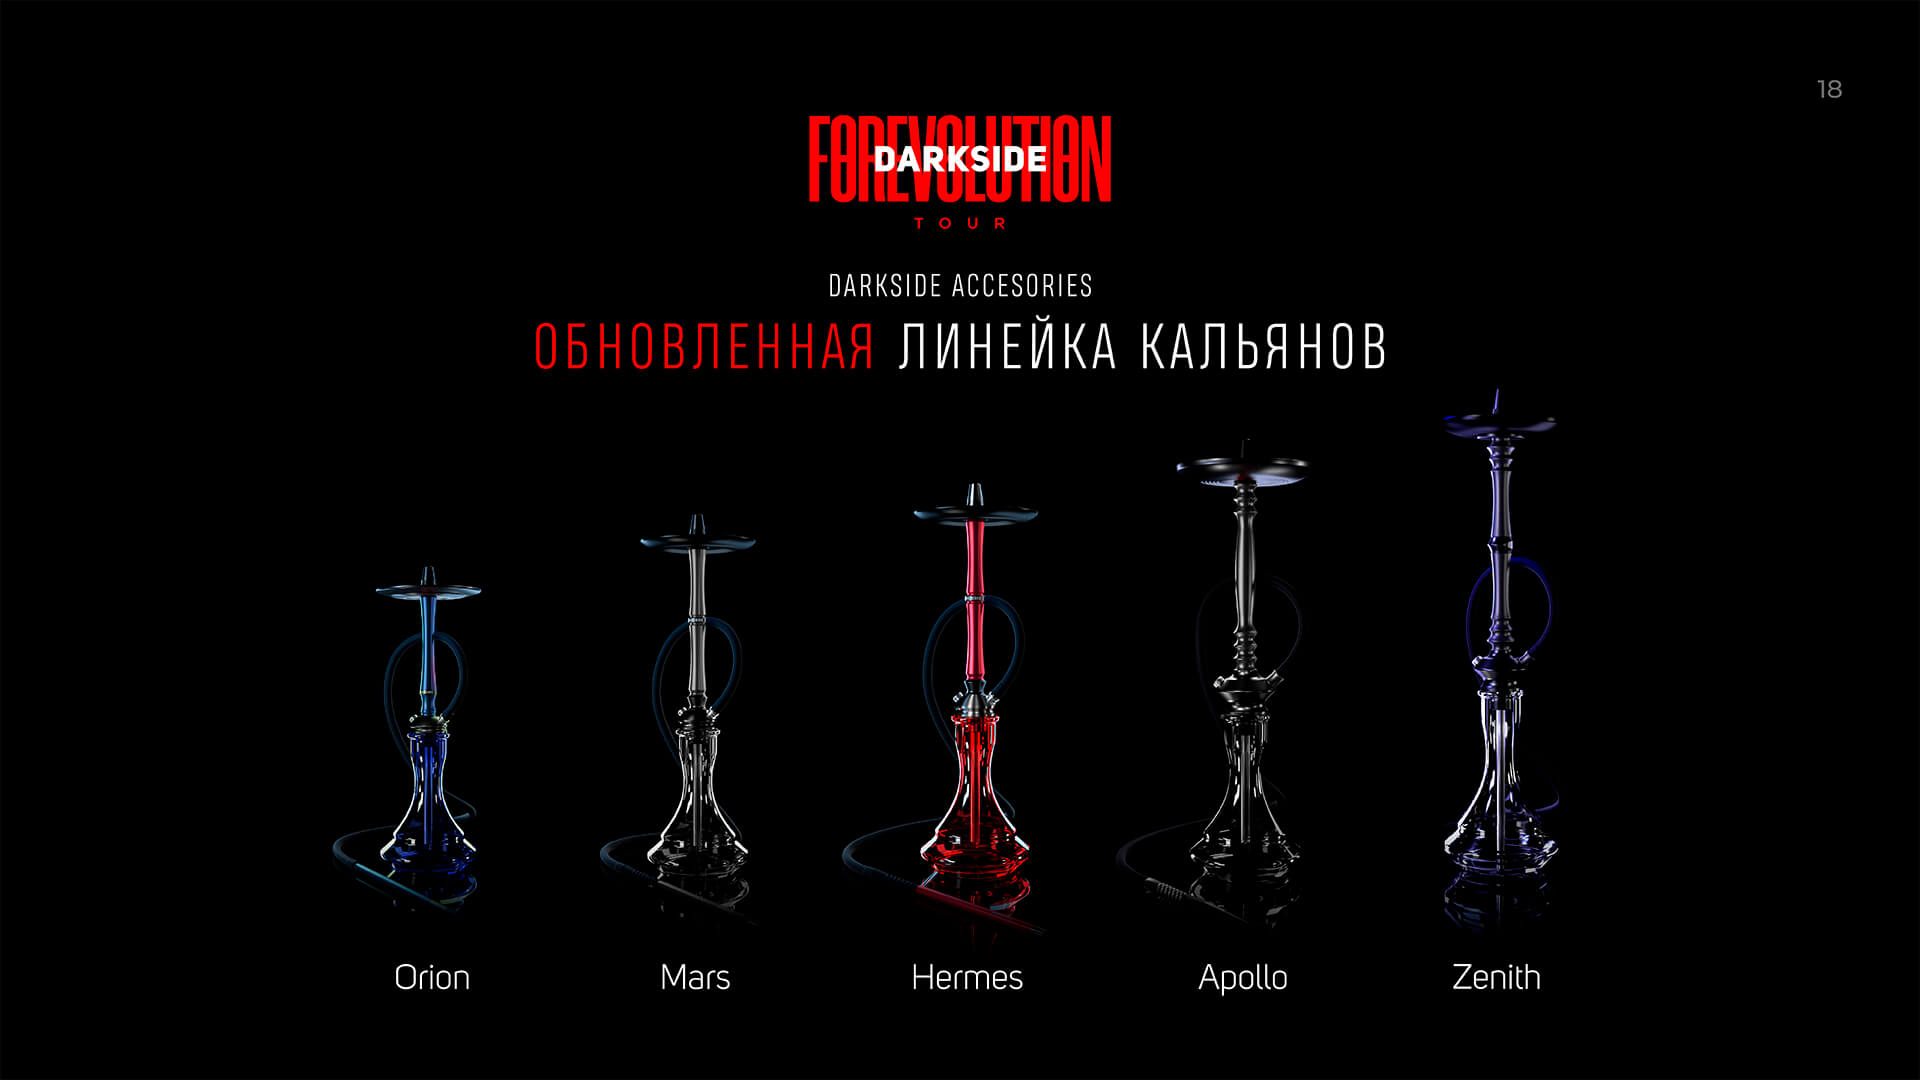 18
FOREVOLUTION
DARKSIDE
TOUR
DARKSIDE ACCESORIES
ОБНОВЛЕННАЯ ЛИНЕЙКА КАЛЬЯНОВ
Orion Mars Hermes Apollo Zenith